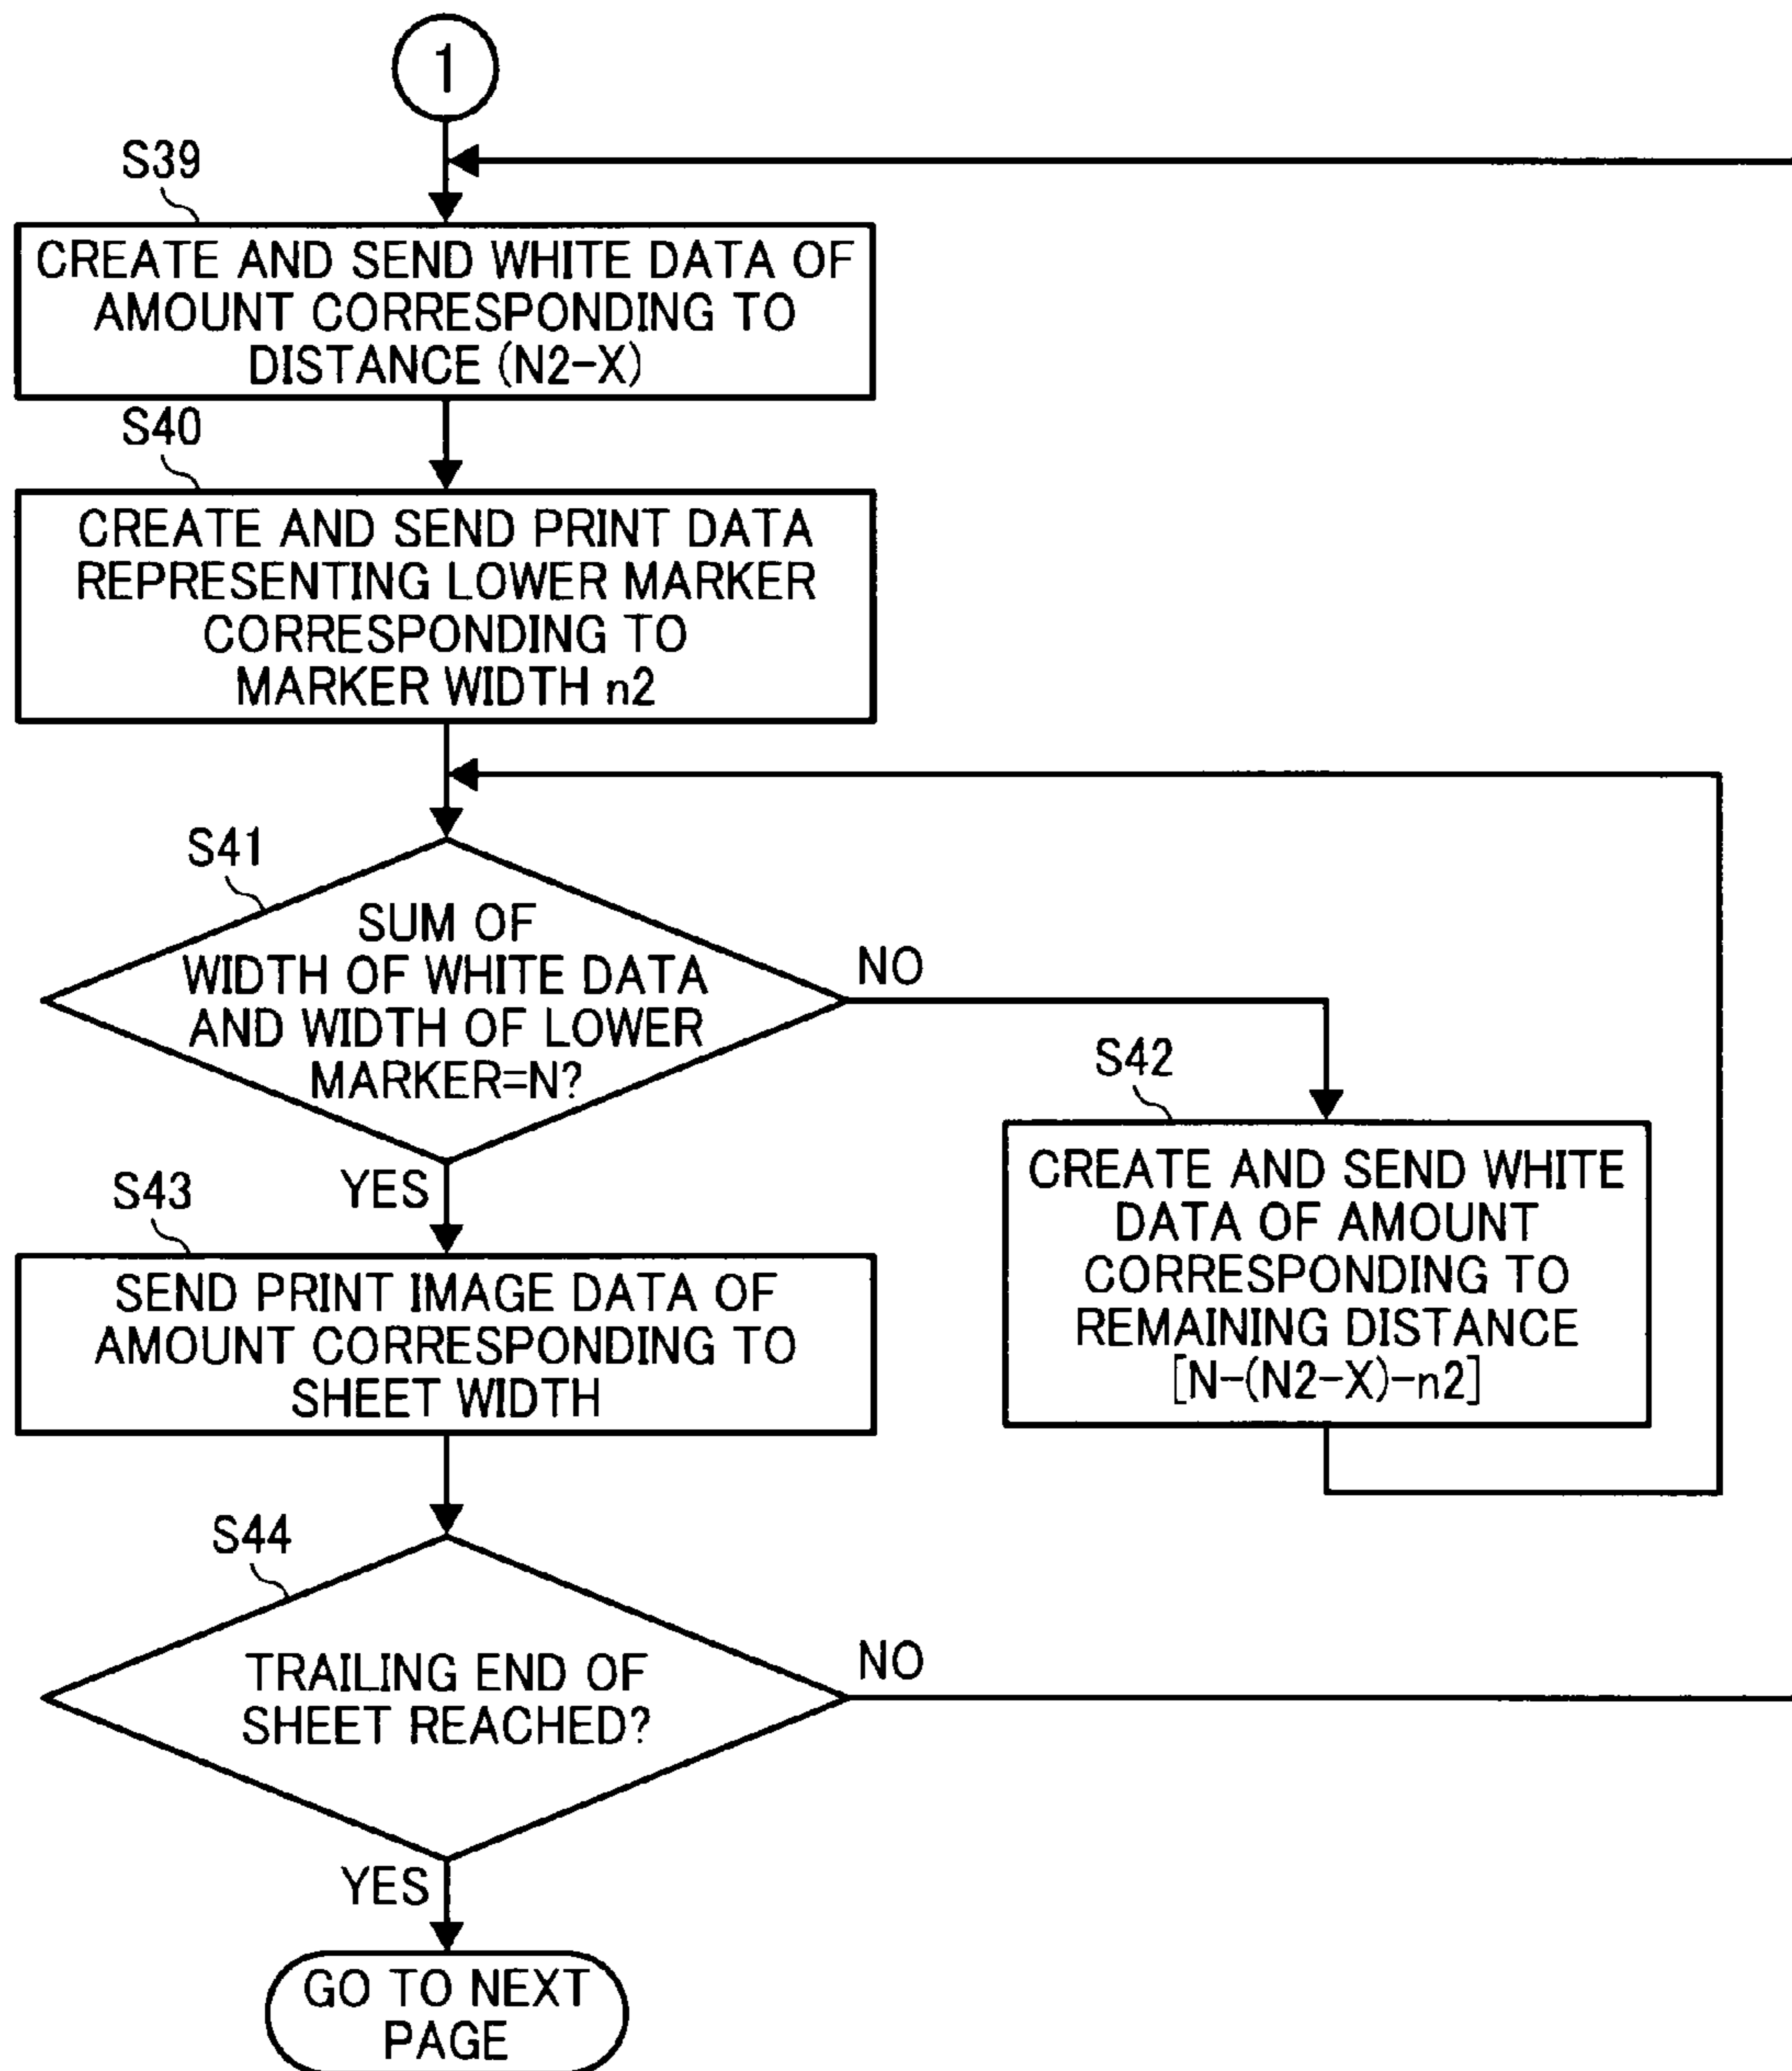 1
S39
CREATE AND SEND WHITE DATA OF
AMOUNT CORRESPONDING TO
DISTANCE (N2-X)
S40
CREATE AND SEND PRINT DATA
REPRESENTING LOWER MARKER
CORRESPONDING TO
MARKER WIDTH n2
S41
SUM OF
WIDTH OF WHITE DATA
AND WIDTH OF LOWER
MARKER=N?
NO
S42
CREATE AND SEND WHITE
DATA OF AMOUNT
CORRESPONDING TO
REMAINING DISTANCE
[N-(N2-X)-n2]
YES
S43
SEND PRINT IMAGE DATA OF
AMOUNT CORRESPONDING TO
SHEET WIDTH
S44
TRAILING END OF
SHEET REACHED?
NO
YES
GO TO NEXT
PAGE